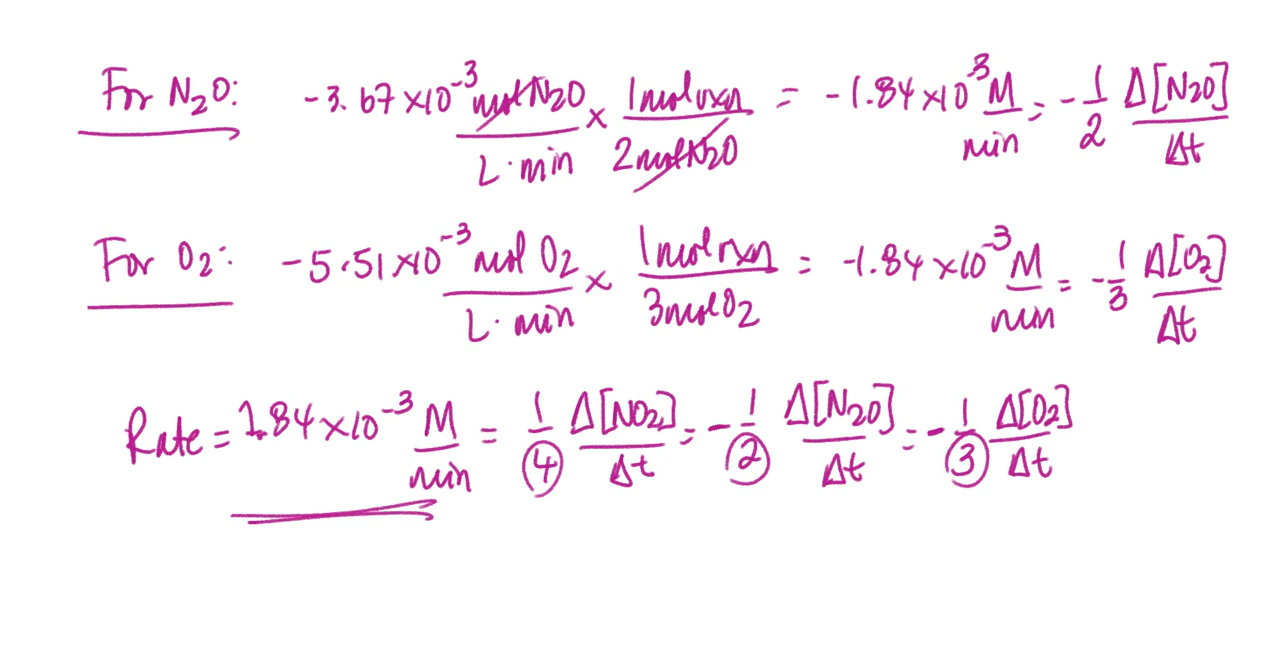 For N₂O: -3.67×10⁻³ mol N₂O / L·min × 1 mol rxn / 2 mol N₂O = -1.84×10⁻³ M / min = -1/2 Δ[N₂O] / Δt
For O₂: -5.51×10⁻³ mol O₂ / L·min × 1 mol rxn / 3 mol O₂ = -1.84×10⁻³ M / min = -1/3 Δ[O₂] / Δt
Rate = 1.84×10⁻³ M / min = 1/4 Δ[NO₂] / Δt = -1/2 Δ[N₂O] / Δt = -1/3 Δ[O₂] / Δt